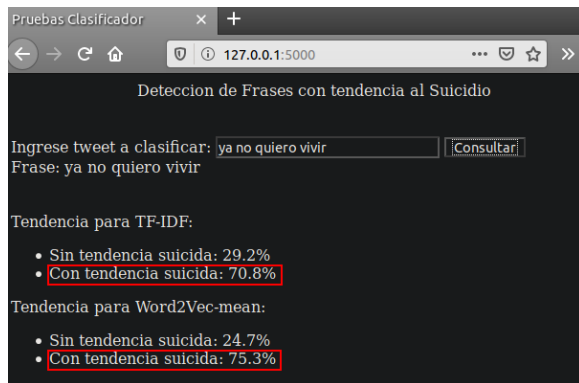 Pruebas Clasificador
127.0.0.1:5000
Deteccion de Frases con tendencia al Suicidio
Ingrese tweet a clasificar: ya no quiero vivir Consultar
Frase: ya no quiero vivir
Tendencia para TF-IDF:
Sin tendencia suicida: 29.2%
Con tendencia suicida: 70.8%
Tendencia para Word2Vec-mean:
Sin tendencia suicida: 24.7%
Con tendencia suicida: 75.3%